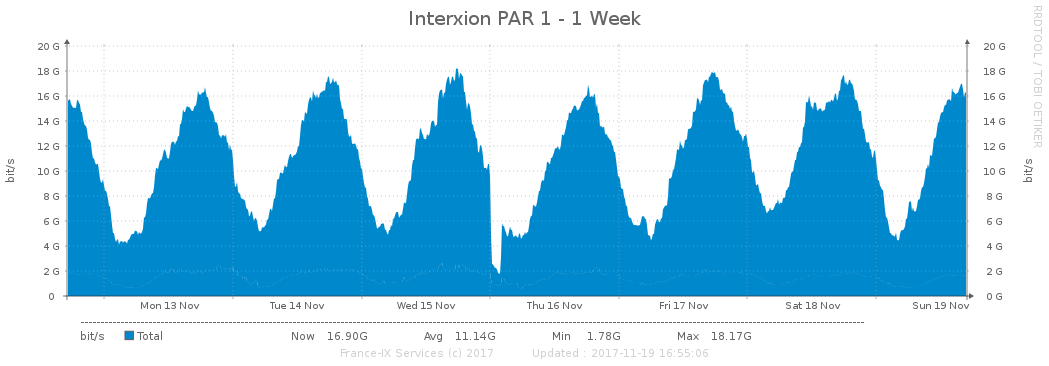 Interxion PAR 1 - 1 Week
RRDTOOL / TOBI OETIKER
bit/s
20 G 20 G
18 G 18 G
16 G 16 G
14 G 14 G
12 G 12 G
10 G 10 G
8 G 8 G
6 G 6 G
4 G 4 G
2 G 2 G
0 0 G
bit/s
Mon 13 Nov Tue 14 Nov Wed 15 Nov Thu 16 Nov Fri 17 Nov Sat 18 Nov Sun 19 Nov
bit/s Total Now 16.90G Avg 11.14G Min 1.78G Max 18.17G
France-IX Services (c) 2017 Updated : 2017-11-19 16:55:06